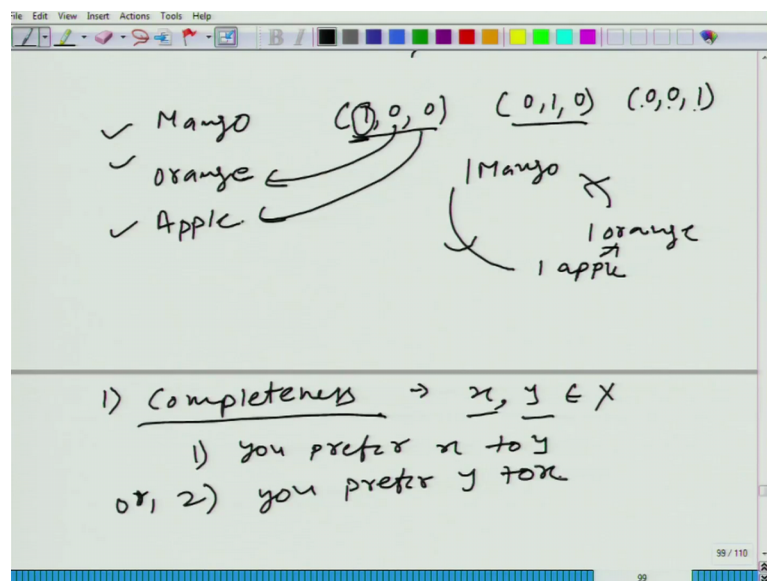 File Edit View Insert Actions Tools Help
B I
Mango (1, 0, 0) (0, 1, 0) (0, 0, 1)
orange
Apple
1 Mango
1 orange
1 apple
1) Completeness → x, y ∈ X
1) you prefer x to y
or, 2) you prefer y to x
99 / 110
99